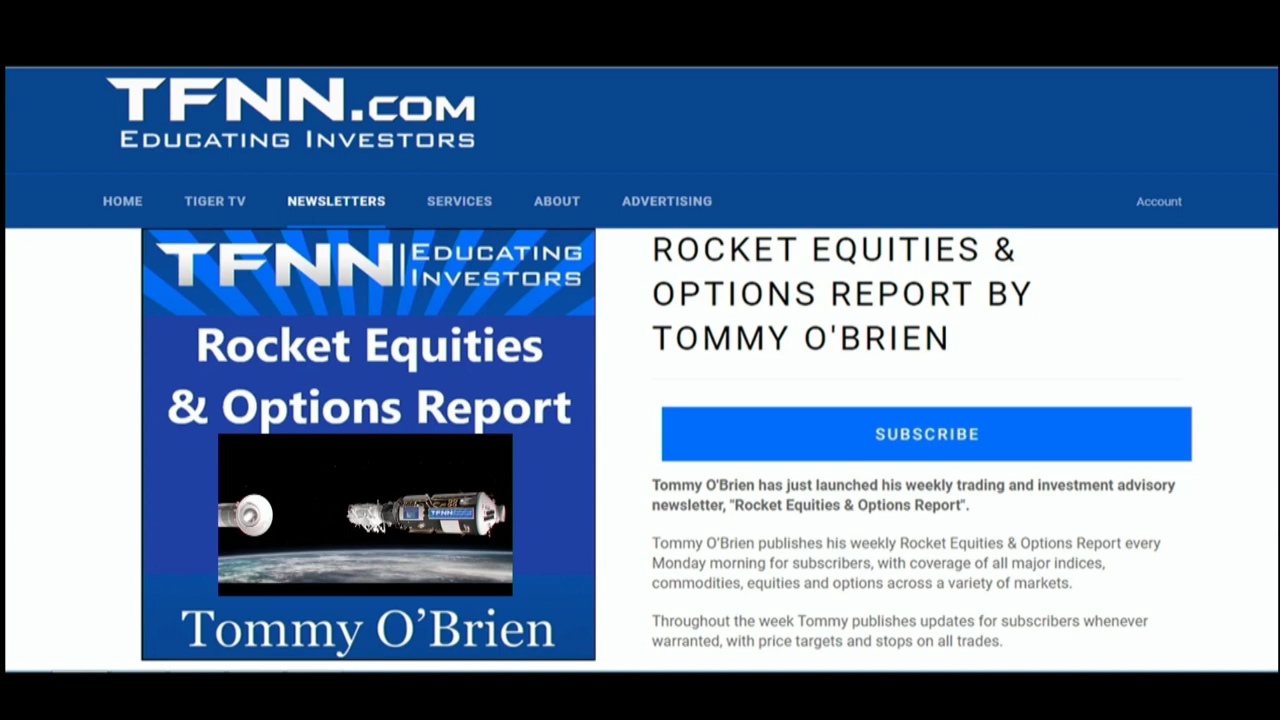 TFNN.COM
EDUCATING INVESTORS
HOME
TIGER TV
NEWSLETTERS
SERVICES
ABOUT
ADVERTISING
Account
TFNN
EDUCATING
INVESTORS
Rocket Equities
& Options Report
TFNN
Tommy O’Brien
ROCKET EQUITIES &
OPTIONS REPORT BY
TOMMY O'BRIEN
SUBSCRIBE
Tommy O'Brien has just launched his weekly trading and investment advisory
newsletter, "Rocket Equities & Options Report".
Tommy O'Brien publishes his weekly Rocket Equities & Options Report every
Monday morning for subscribers, with coverage of all major indices,
commodities, equities and options across a variety of markets.
Throughout the week Tommy publishes updates for subscribers whenever
warranted, with price targets and stops on all trades.